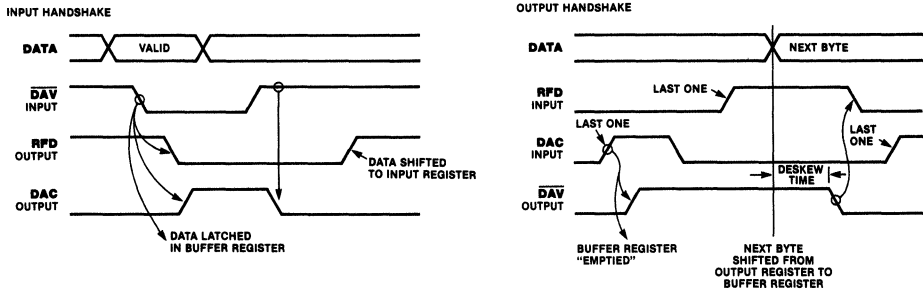 INPUT HANDSHAKE
DATA
VALID
DAV
INPUT
RFD
OUTPUT
DATA SHIFTED
TO INPUT REGISTER
DAC
OUTPUT
DATA LATCHED
IN BUFFER REGISTER
OUTPUT HANDSHAKE
DATA
NEXT BYTE
RFD
INPUT
LAST ONE
LAST ONE
DAC
INPUT
LAST
ONE
DESKEW
TIME
DAV
OUTPUT
BUFFER REGISTER
"EMPTIED"
NEXT BYTE
SHIFTED FROM
OUTPUT REGISTER TO
BUFFER REGISTER